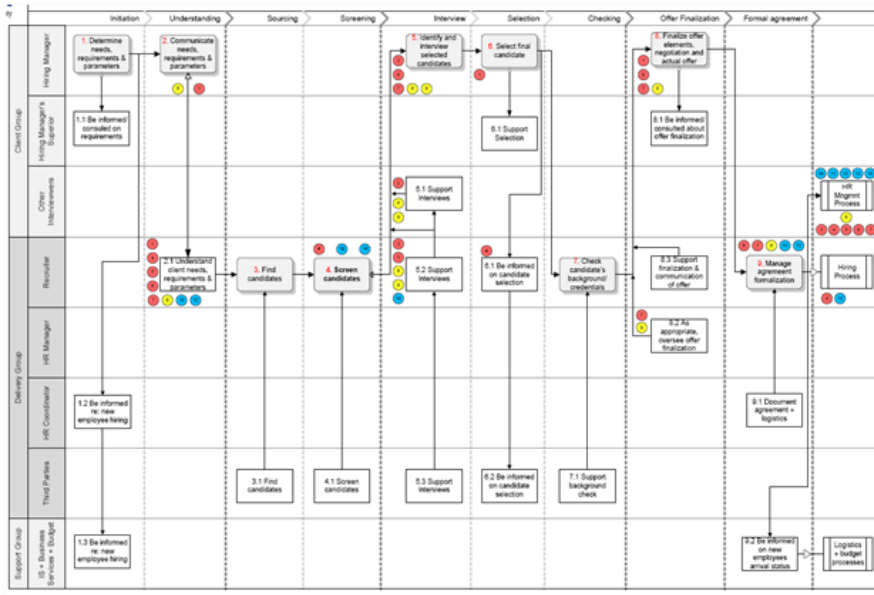 Initiation
Understanding
Sourcing
Screening
Interview
Selection
Checking
Offer Finalization
Formal agreement
Client Group
Delivery Group
Support Group
Hiring Manager
Hiring Manager's
Superior
Other
Interviewers
Recruiter
HR Manager
HR Coordinator
Third Parties
IS + Business
Services + Budget
1. Determine
needs,
requirements &
parameters
2. Communicate
needs,
requirements &
parameters
5. Identify and
interview
selected
candidates
6. Select final
candidate
8. Finalize offer
elements,
negotiation and
actual offer
1.1 Be informed/
consuled on
requirements
6.1 Support
Selection
8.1 Be informed/
consulted about
offer finalization
5.1 Support
Interviews
HR
Mngmnt
Process
2.1 Understand
client needs,
requirements &
parameters
3. Find
candidates
4. Screen
candidates
5.2 Support
Interviews
6.1 Be informed
on candidate
selection
7. Check
candidate's
background/
credentials
8.3 Support
finalization &
communication
of offer
9. Manage
agreement
formalization
Hiring
Process
8.2 As
appropriate,
oversee offer
finalization
1.2 Be informed
re: new
employee hiring
9.1 Document
agreement +
logistics
3.1 Find
candidates
4.1 Screen
candidates
5.3 Support
Interviews
6.2 Be informed
on candidate
selection
7.1 Support
background
check
1.3 Be informed
re: new
employee hiring
9.2 Be informed
on new
employees
arrival status
Logistics
+ budget
processes